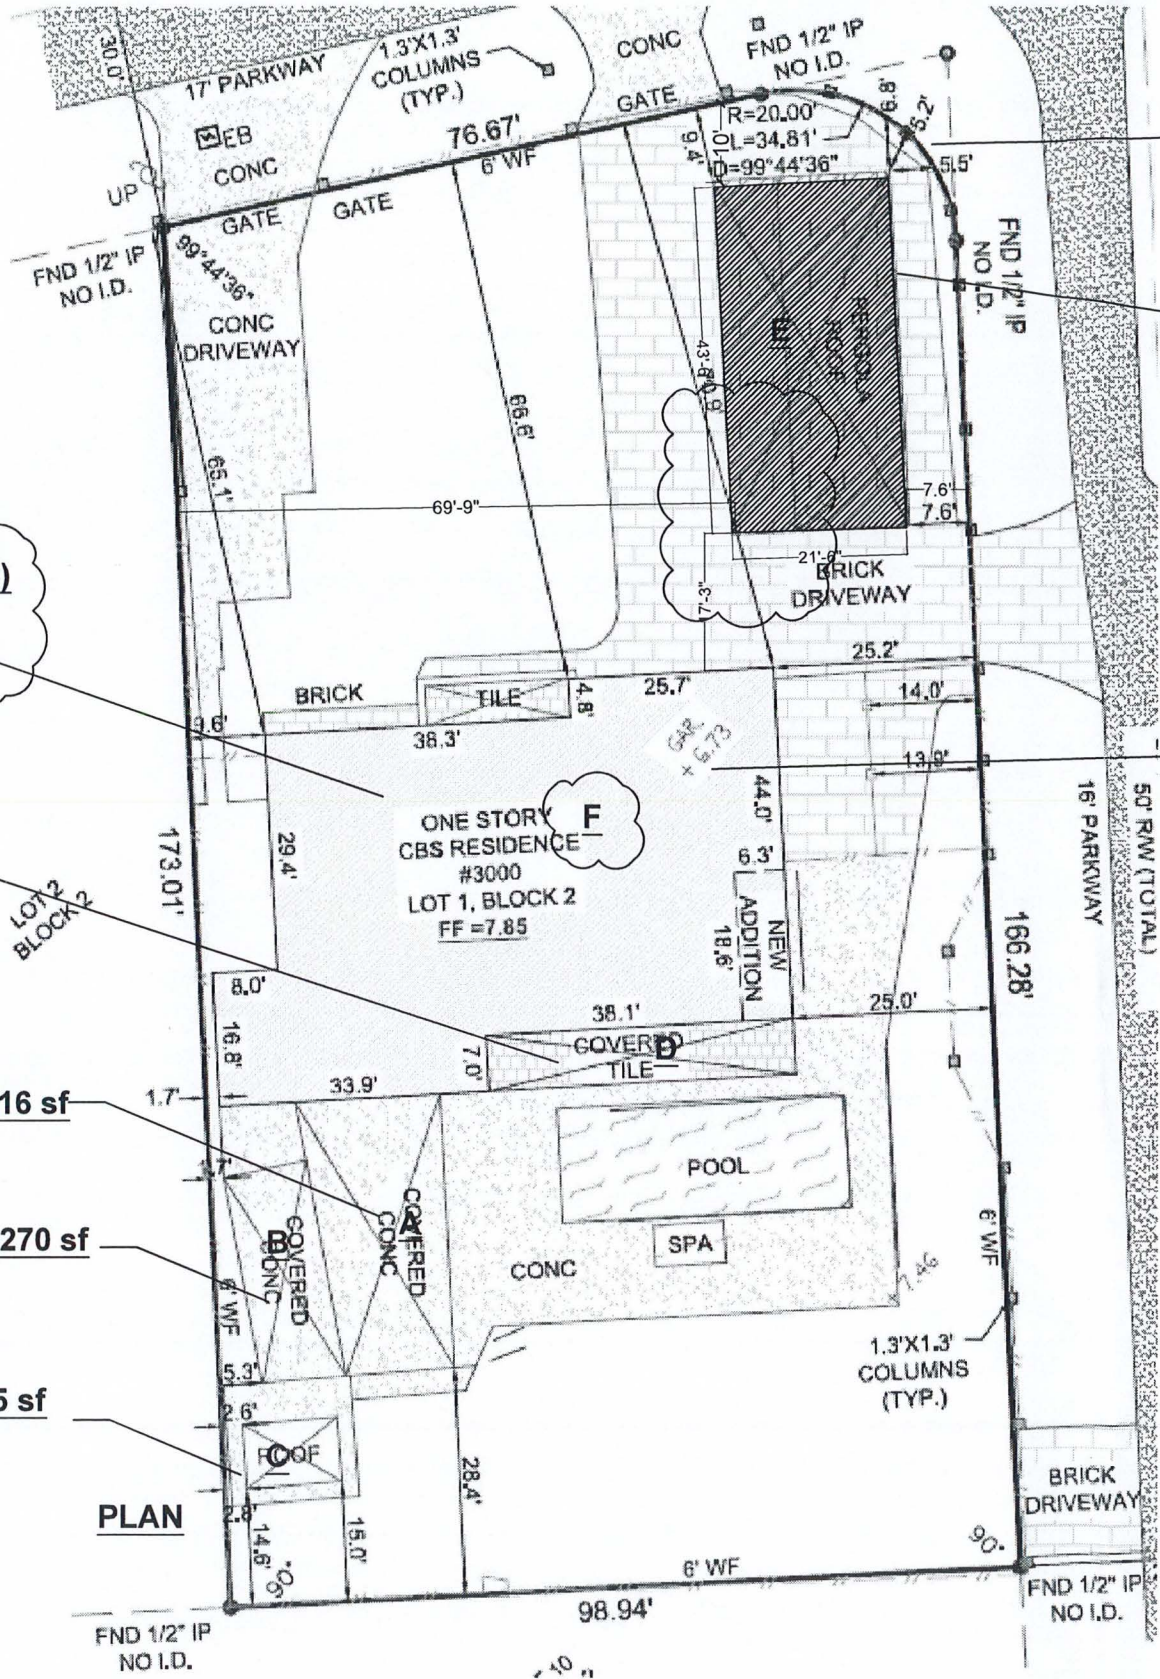 30.0'
17' PARKWAY
1.3'X1.3'
COLUMNS
(TYP.)
CONC
FND 1/2" IP
NO I.D.
EB
CONC
UP
76.67'
6' WF
GATE
GATE
GATE
R=20.00'
L=34.81'
D=99°44'36"
6.8'
5.2'
5.5'
FND 1/2" IP
NO I.D.
99°44'36"
CONC
DRIVEWAY
FND 1/2" IP
NO I.D.
E
PERGOLA
ROOF
65.1'
66.6'
69'-9"
7.6'
7.6'
21'-6"
BRICK
DRIVEWAY
)
25.2'
BRICK
TILE
4.8'
25.7'
14.0'
9.6'
38.3'
GAR.
+ 6.73
13.9'
173.01'
29.4'
44.0'
ONE STORY
CBS RESIDENCE
#3000
LOT 1, BLOCK 2
FF =7.85
F
6.3'
NEW
ADDITION
18.6'
16' PARKWAY
50' R/W (TOTAL)
LOT 2
BLOCK 2
166.28'
8.0'
16.8'
38.1'
25.0'
7.0'
COVERED
TILE
D
33.9'
1.7'
16 sf
POOL
SPA
CONC
COVERED
CONC
A
COVERED
CONC
B
270 sf
6' WF
+ 7.46
6' WF
5.3'
1.3'X1.3'
COLUMNS
(TYP.)
5 sf
2.6'
ROOF
C
2.8'
28.4'
PLAN
14.6'
15.0'
90°
90°
BRICK
DRIVEWAY
6' WF
98.94'
FND 1/2" IP
NO I.D.
FND 1/2" IP
NO I.D.